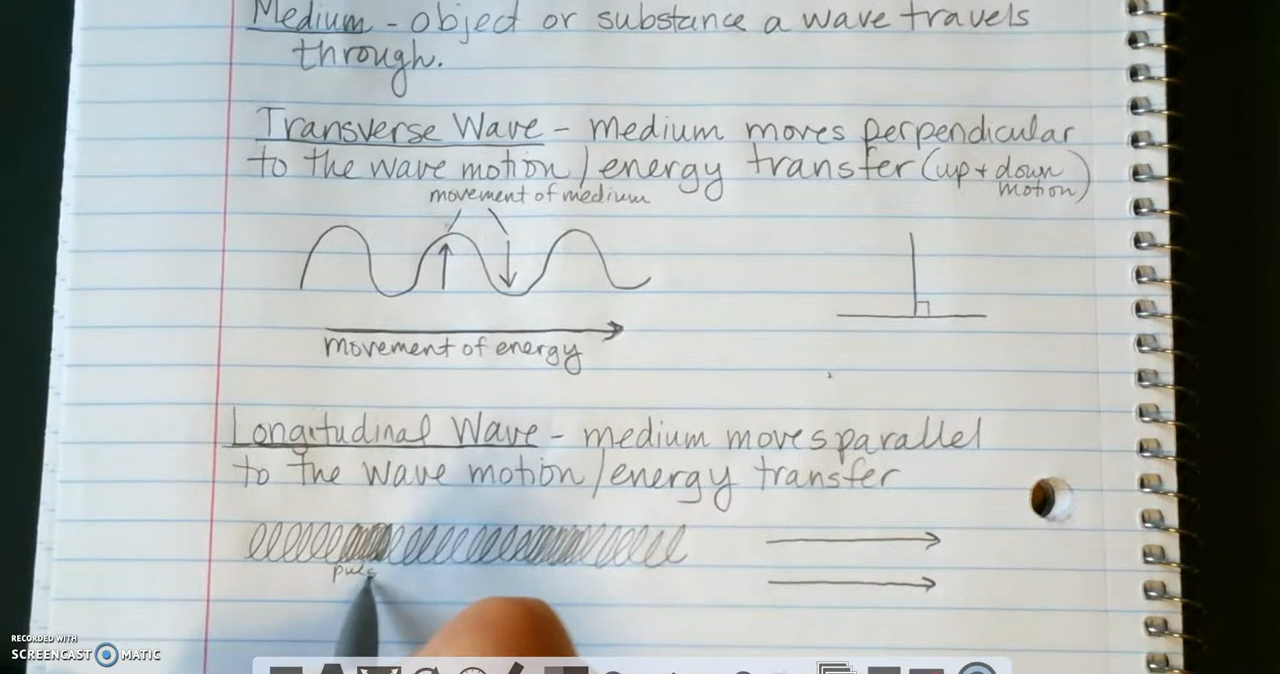 Medium - object or substance a wave travels
through.
Transverse Wave - medium moves perpendicular
to the wave motion/energy transfer (up + down
motion)
movement of medium
movement of energy
Longitudinal Wave - medium moves parallel
to the wave motion/energy transfer
puls
RECORDED WITH
SCREENCAST MATIC